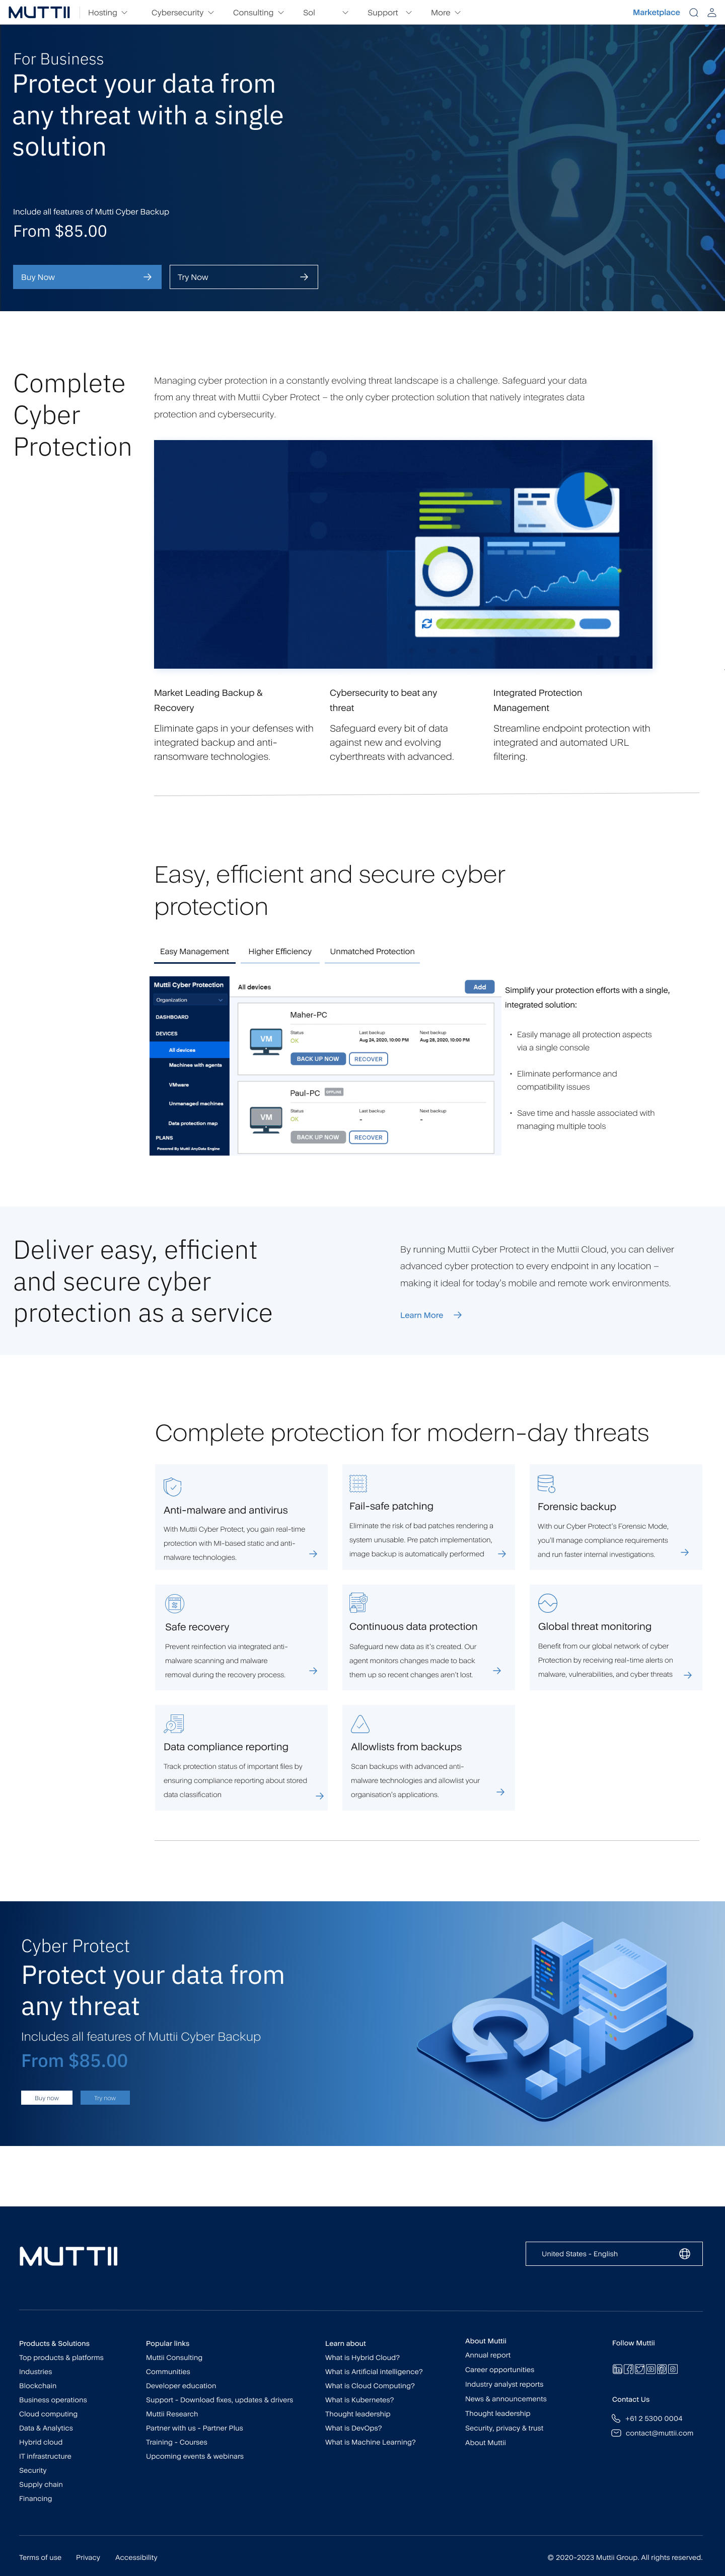 MUTTII
Hosting
Cybersecurity
Consulting
Sol
Support
More
Marketplace
For Business
Protect your data from
any threat with a single
solution
Include all features of Mutti Cyber Backup
From $85.00
Buy Now
Try Now
Complete
Cyber
Protection
Managing cyber protection in a constantly evolving threat landscape is a challenge. Safeguard your data
from any threat with Muttii Cyber Protect – the only cyber protection solution that natively integrates data
protection and cybersecurity.
Market Leading Backup &
Recovery
Eliminate gaps in your defenses with
integrated backup and anti-
ransomware technologies.
Cybersecurity to beat any
threat
Safeguard every bit of data
against new and evolving
cyberthreats with advanced.
Integrated Protection
Management
Streamline endpoint protection with
integrated and automated URL
filtering.
Easy, efficient and secure cyber
protection
Easy Management
Higher Efficiency
Unmatched Protection
Muttii Cyber Protection
Organization
DASHBOARD
DEVICES
All devices
Machines with agents
VMware
Unmanaged machines
Data protection map
PLANS
Powered By Muttii AnyData Engine
All devices
Add
Maher-PC
VM
Status
OK
Last backup
Aug 24, 2020, 10:00 PM
Next backup
Aug 28, 2020, 10:00 PM
BACK UP NOW
RECOVER
Paul-PC
OFFLINE
VM
Status
OK
Last backup
-
Next backup
-
BACK UP NOW
RECOVER
Simplify your protection efforts with a single,
integrated solution:
• Easily manage all protection aspects
via a single console
• Eliminate performance and
compatibility issues
• Save time and hassle associated with
managing multiple tools
Deliver easy, efficient
and secure cyber
protection as a service
By running Muttii Cyber Protect in the Muttii Cloud, you can deliver
advanced cyber protection to every endpoint in any location –
making it ideal for today's mobile and remote work environments.
Learn More
Complete protection for modern-day threats
Anti-malware and antivirus
With Muttii Cyber Protect, you gain real-time
protection with MI-based static and anti-
malware technologies.
Fail-safe patching
Eliminate the risk of bad patches rendering a
system unusable. Pre patch implementation,
image backup is automatically performed
Forensic backup
With our Cyber Protect's Forensic Mode,
you'll manage compliance requirements
and run faster internal investigations.
Safe recovery
Prevent reinfection via integrated anti-
malware scanning and malware
removal during the recovery process.
Continuous data protection
Safeguard new data as it's created. Our
agent monitors changes made to back
them up so recent changes aren't lost.
Global threat monitoring
Benefit from our global network of cyber
Protection by receiving real-time alerts on
malware, vulnerabilities, and cyber threats
Data compliance reporting
Track protection status of important files by
ensuring compliance reporting about stored
data classification
Allowlists from backups
Scan backups with advanced anti-
malware technologies and allowlist your
organisation's applications.
Cyber Protect
Protect your data from
any threat
Includes all features of Muttii Cyber Backup
From $85.00
Buy now
Try now
MUTTII
United States - English
Products & Solutions
Top products & platforms
Industries
Blockchain
Business operations
Cloud computing
Data & Analytics
Hybrid cloud
IT infrastructure
Security
Supply chain
Financing
Popular links
Muttii Consulting
Communities
Developer education
Support - Download fixes, updates & drivers
Muttii Research
Partner with us - Partner Plus
Training - Courses
Upcoming events & webinars
Learn about
What is Hybrid Cloud?
What is Artificial intelligence?
What is Cloud Computing?
What is Kubernetes?
Thought leadership
What is DevOps?
What is Machine Learning?
About Muttii
Annual report
Career opportunities
Industry analyst reports
News & announcements
Thought leadership
Security, privacy & trust
About Muttii
Follow Muttii
Contact Us
+61 2 5300 0004
contact@muttii.com
Terms of use
Privacy
Accessibility
© 2020-2023 Muttii Group. All rights reserved.